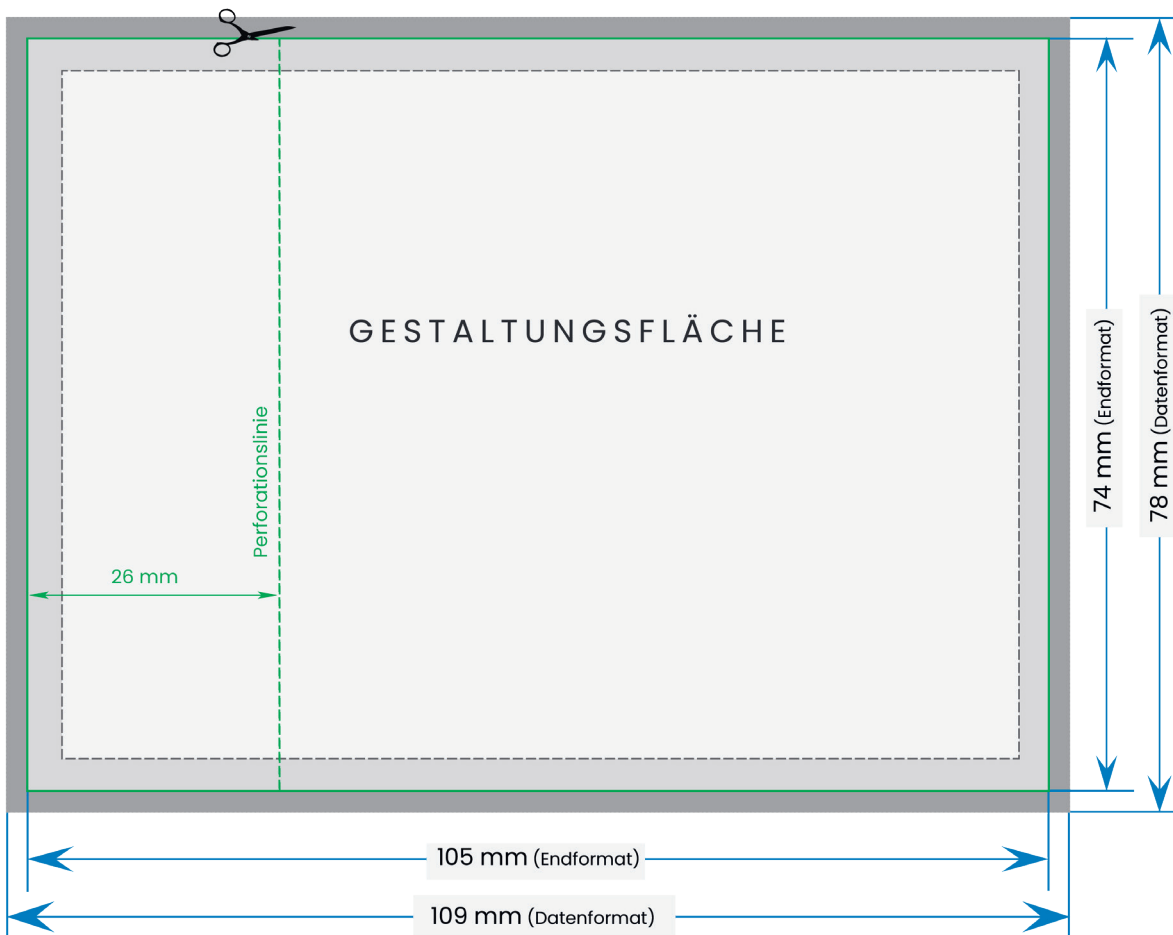 GESTALTUNGSFLÄCHE
Perforationslinie
26 mm
74 mm (Endformat)
78 mm (Datenformat)
105 mm (Endformat)
109 mm (Datenformat)